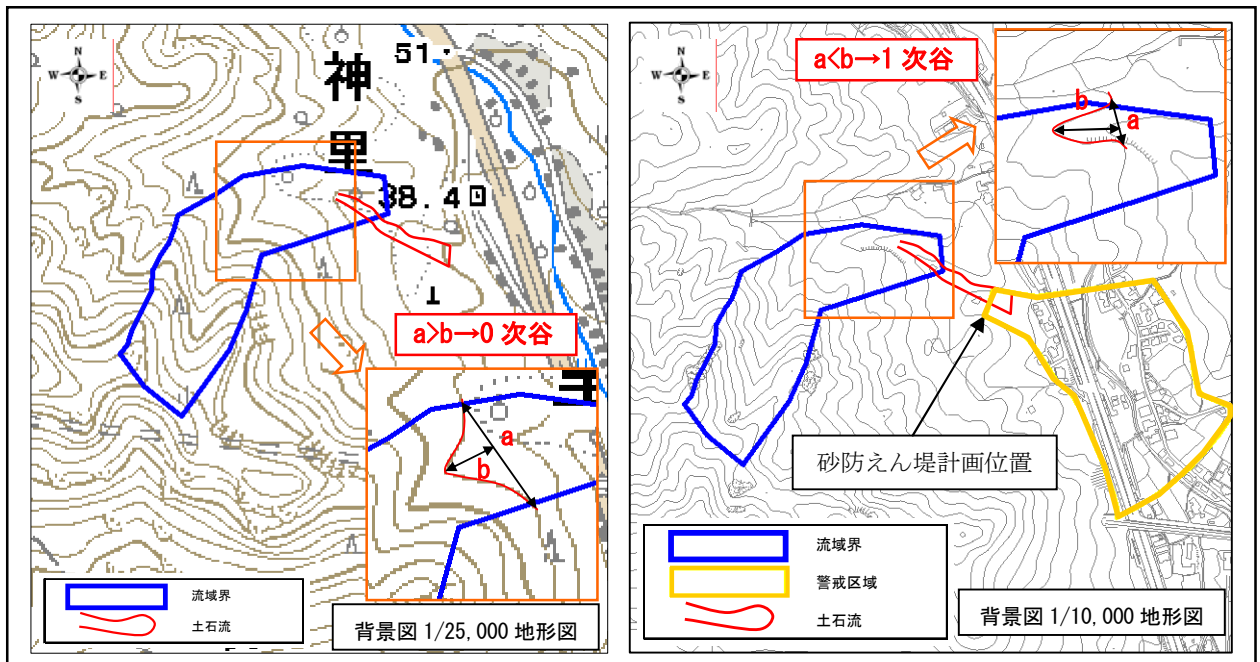 N
W E
S
神里
51.
38.4
a>b→0 次谷
a
b
流域界
土石流
背景図 1/25,000 地形図
N
W E
S
a<b→1 次谷
b
a
砂防えん堤計画位置
流域界
警戒区域
土石流
背景図 1/10,000 地形図